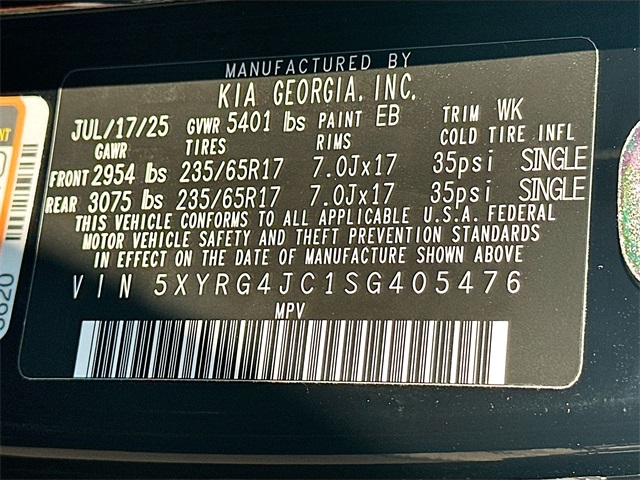 MANUFACTURED BY
KIA GEORGIA, INC.
JUL/17/25 GVWR 5401 lbs PAINT EB TRIM WK
GAWR TIRES RIMS COLD TIRE INFL
FRONT 2954 lbs 235/65R17 7.0Jx17 35psi SINGLE
REAR 3075 lbs 235/65R17 7.0Jx17 35psi SINGLE
THIS VEHICLE CONFORMS TO ALL APPLICABLE U.S.A. FEDERAL
MOTOR VEHICLE SAFETY AND THEFT PREVENTION STANDARDS
IN EFFECT ON THE DATE OF MANUFACTURE SHOWN ABOVE
VIN 5XYRG4JC1SG405476
MPV